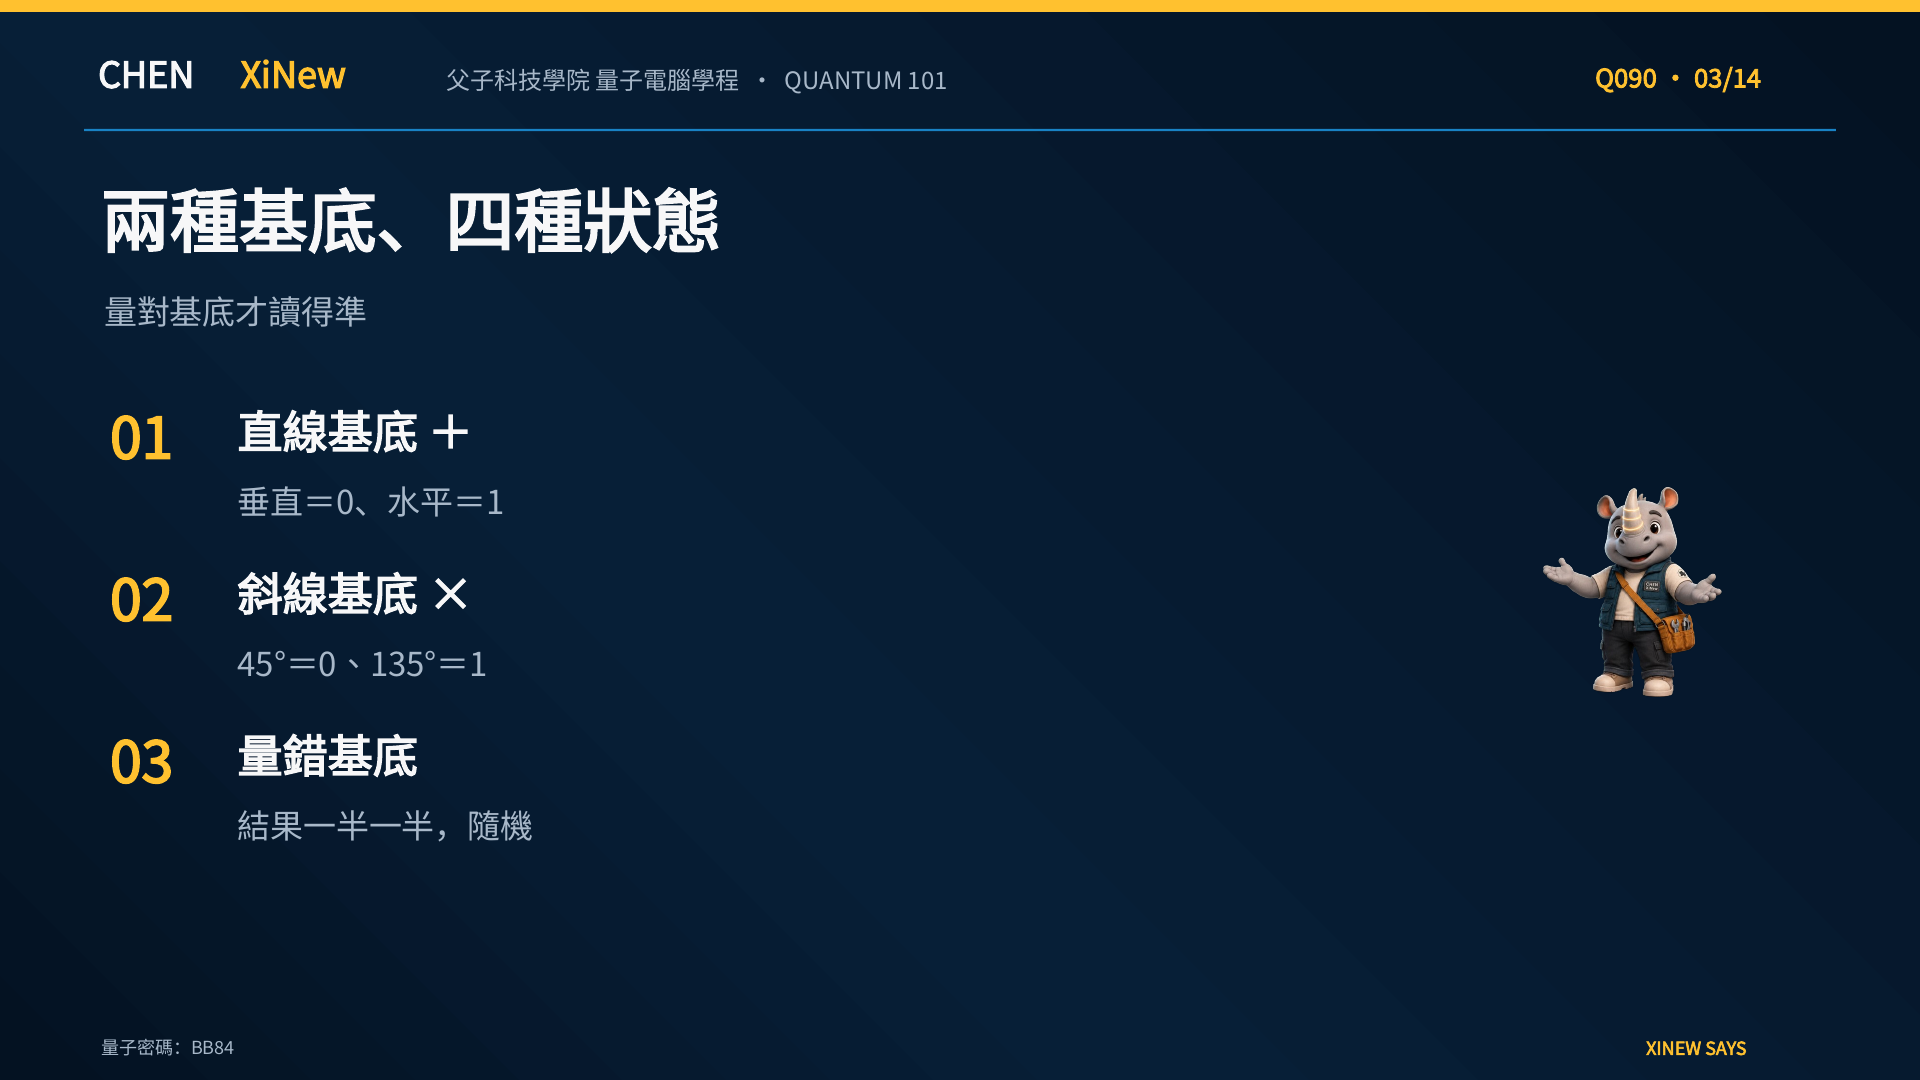 CHEN XiNew 父子科技學院 量子電腦學程 · QUANTUM 101 Q090 · 03/14
兩種基底、四種狀態
量對基底才讀得準
01 直線基底 ＋
垂直＝0、水平＝1
02 斜線基底 ×
45°＝0、135°＝1
03 量錯基底
結果一半一半，隨機
量子密碼：BB84 XINEW SAYS